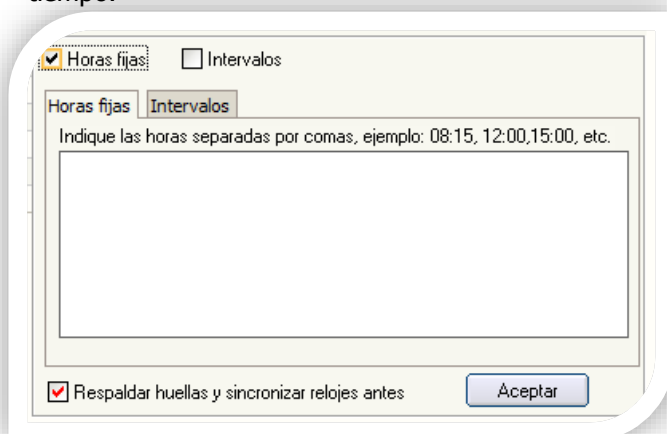 tiempo.
Horas fijas Intervalos
Horas fijas Intervalos
Indique las horas separadas por comas, ejemplo: 08:15, 12:00,15:00, etc.
Respaldar huellas y sincronizar relojes antes Aceptar